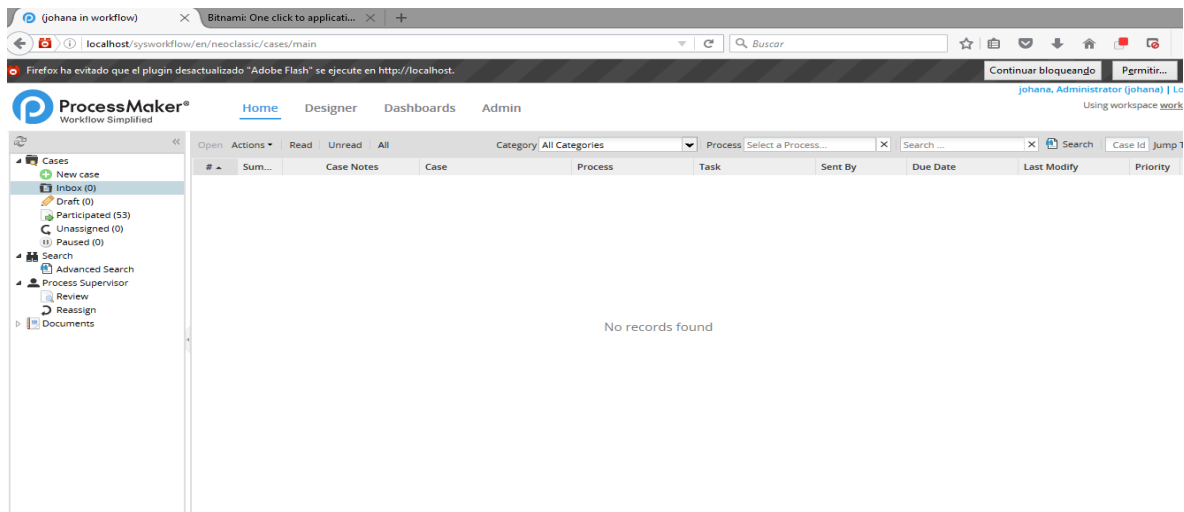 (johana in workflow)
Bitnami: One click to applicati...
localhost/sysworkflow/en/neoclassic/cases/main
Buscar
Firefox ha evitado que el plugin desactualizado "Adobe Flash" se ejecute en http://localhost.
Continuar bloqueando
Permitir...
johana, Administrator (johana) | Lo
Using workspace work
ProcessMaker®
Workflow Simplified
Home Designer Dashboards Admin
Open Actions Read Unread All Category All Categories Process Select a Process... Search ... Search Case Id Jump T
# Sum... Case Notes Case Process Task Sent By Due Date Last Modify Priority
Cases
New case
Inbox (0)
Draft (0)
Participated (53)
Unassigned (0)
Paused (0)
Search
Advanced Search
Process Supervisor
Review
Reassign
Documents
No records found